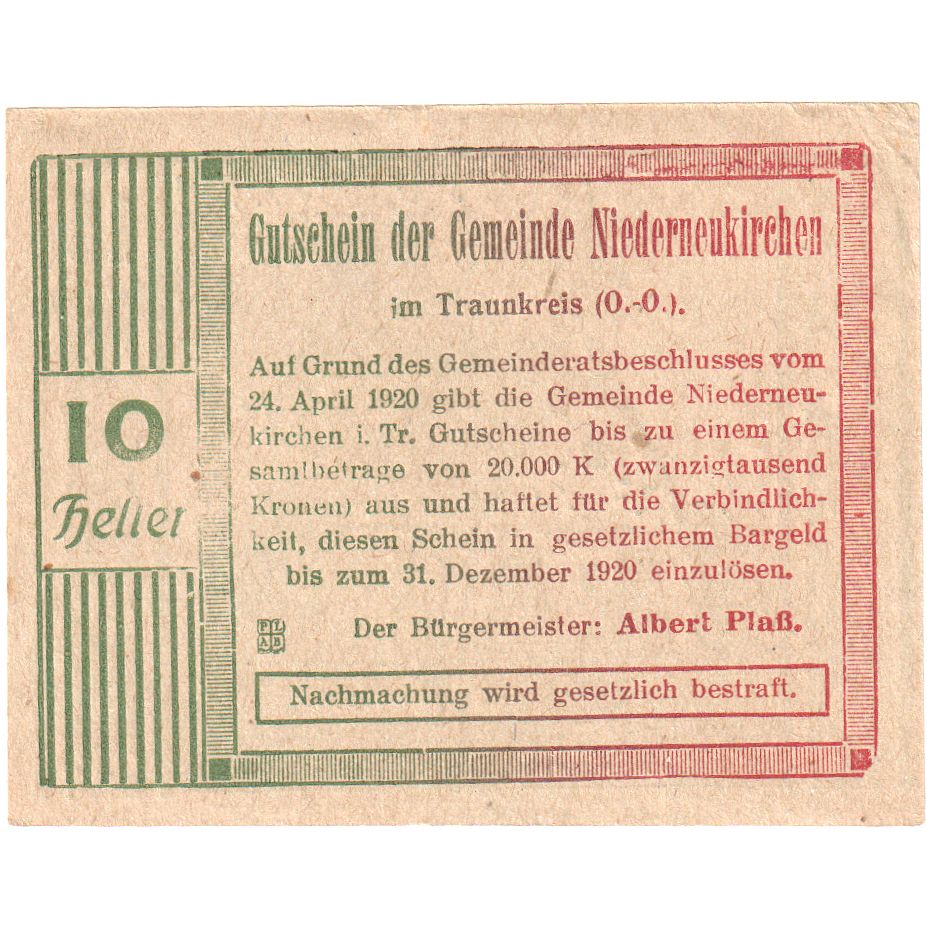 10
Heller
Gutschein der Gemeinde Niederneukirchen
im Traunkreis (O.-O.).
Auf Grund des Gemeinderatsbeschlusses vom
24. April 1920 gibt die Gemeinde Niederneu-
kirchen i. Tr. Gutscheine bis zu einem Ge-
samtbetrage von 20.000 K (zwanzigtausend
Kronen) aus und haftet für die Verbindlich-
keit, diesen Schein in gesetzlichem Bargeld
bis zum 31. Dezember 1920 einzulösen.
PLAB
Der Bürgermeister: Albert Plaß.
Nachmachung wird gesetzlich bestraft.